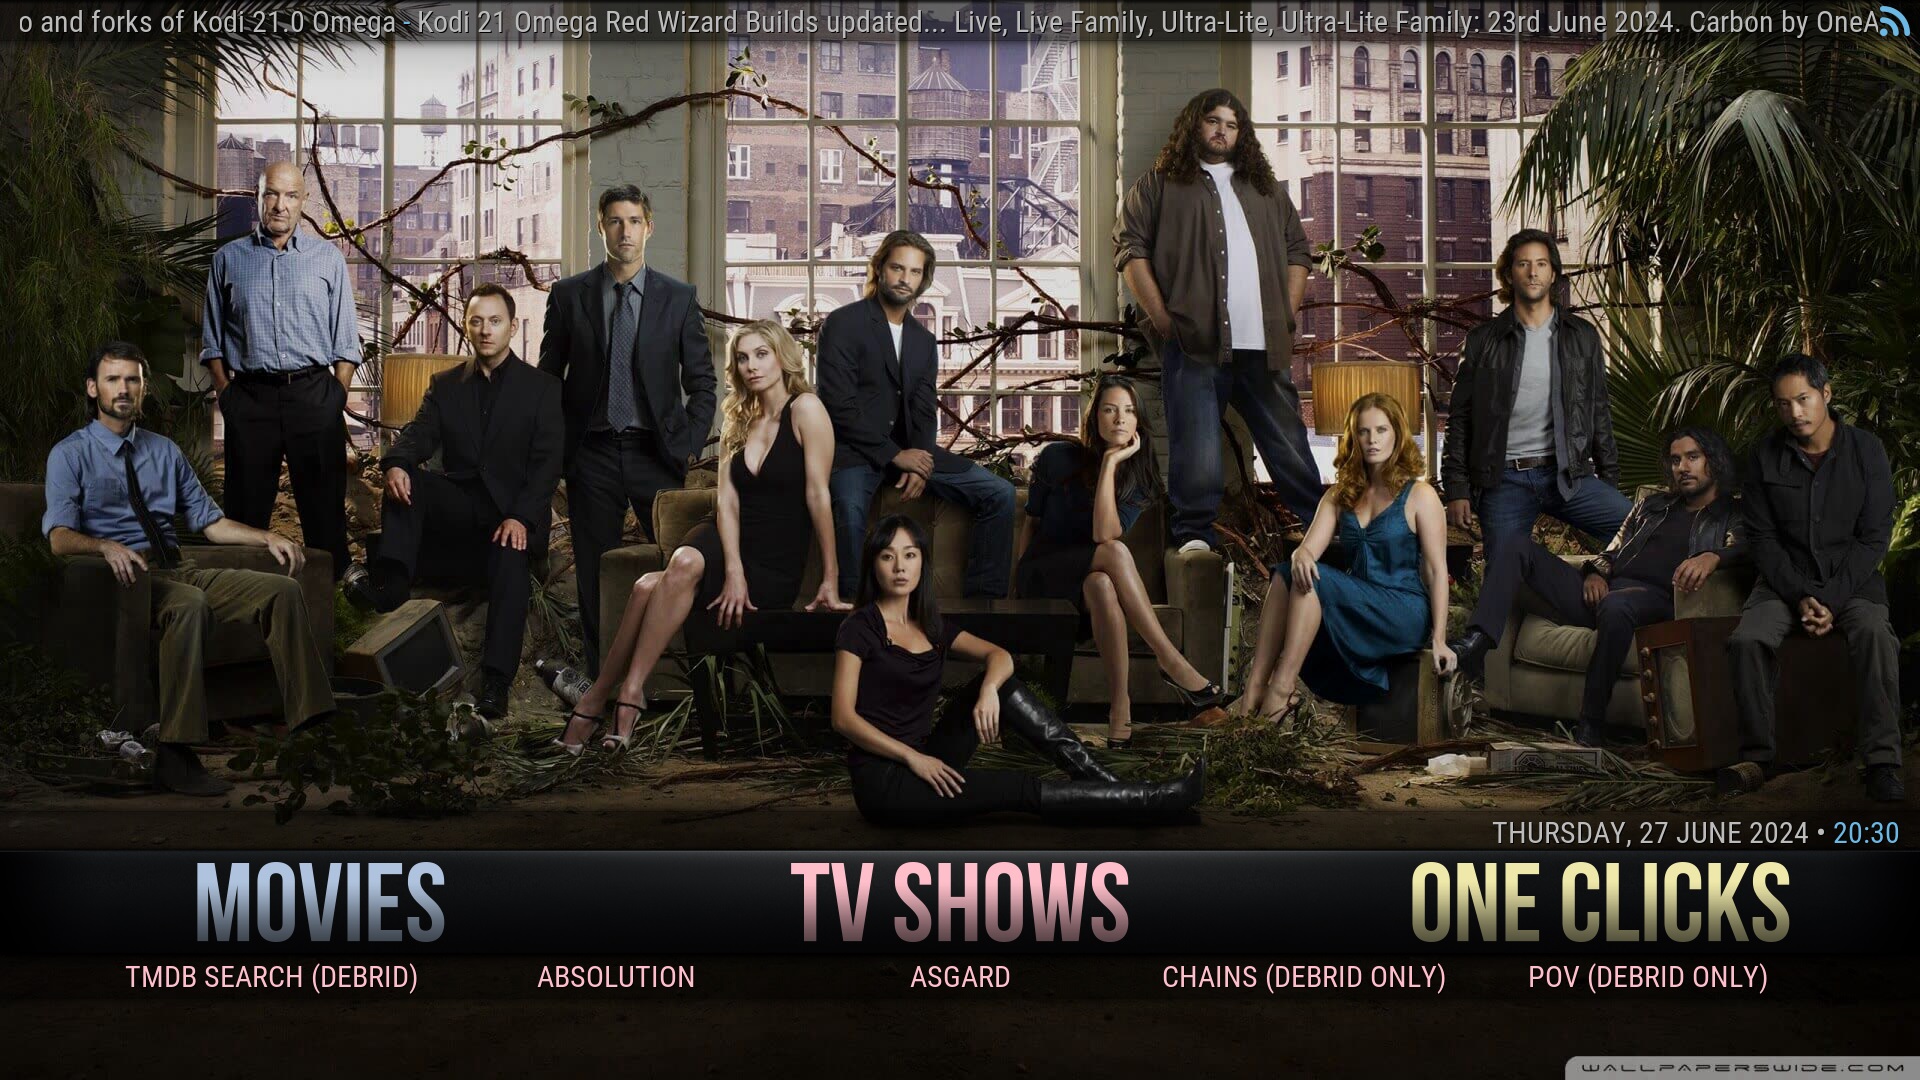 o and forks of Kodi 21.0 Omega - Kodi 21 Omega Red Wizard Builds updated... Live, Live Family, Ultra-Lite, Ultra-Lite Family: 23rd June 2024. Carbon by OneA
THURSDAY, 27 JUNE 2024 • 20:30
MOVIES TV SHOWS ONE CLICKS
TMDB SEARCH (DEBRID) ABSOLUTION ASGARD CHAINS (DEBRID ONLY) POV (DEBRID ONLY)
WALLPAPERSWIDE.COM